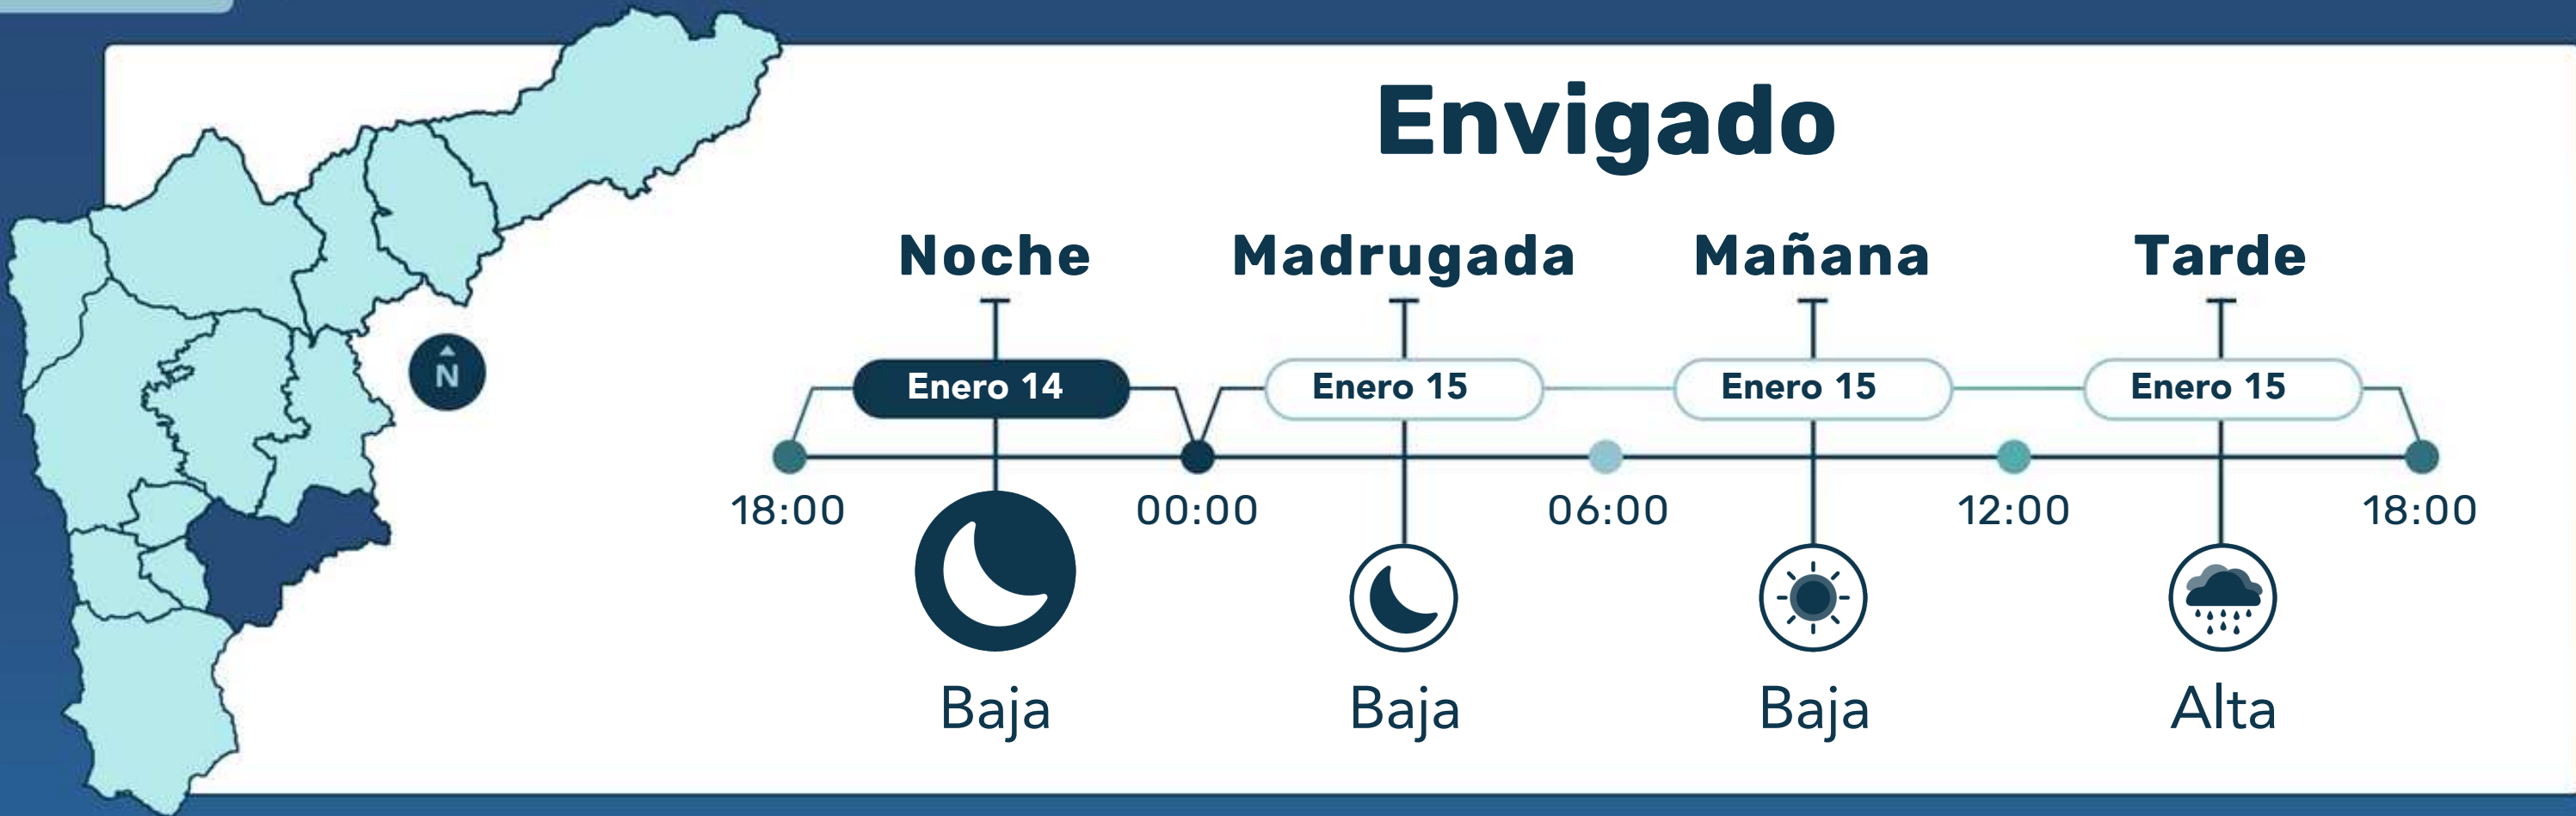 Envigado
Noche Madrugada Mañana Tarde
Enero 14 Enero 15 Enero 15 Enero 15
N
18:00 00:00 06:00 12:00 18:00
Baja Baja Baja Alta